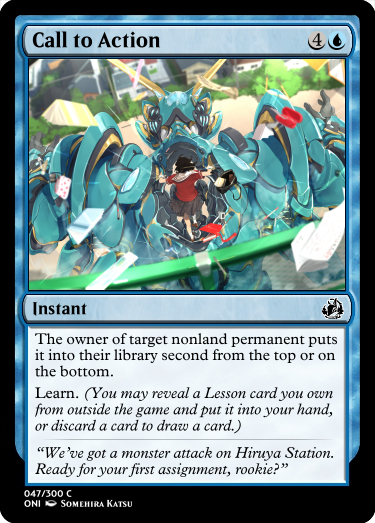 Call to Action 4
Instant
The owner of target nonland permanent puts
it into their library second from the top or on
the bottom.
Learn. (You may reveal a Lesson card you own
from outside the game and put it into your hand,
or discard a card to draw a card.)
“We’ve got a monster attack on Hiruya Station.
Ready for your first assignment, rookie?”
047/300 C
ONI Somehira Katsu